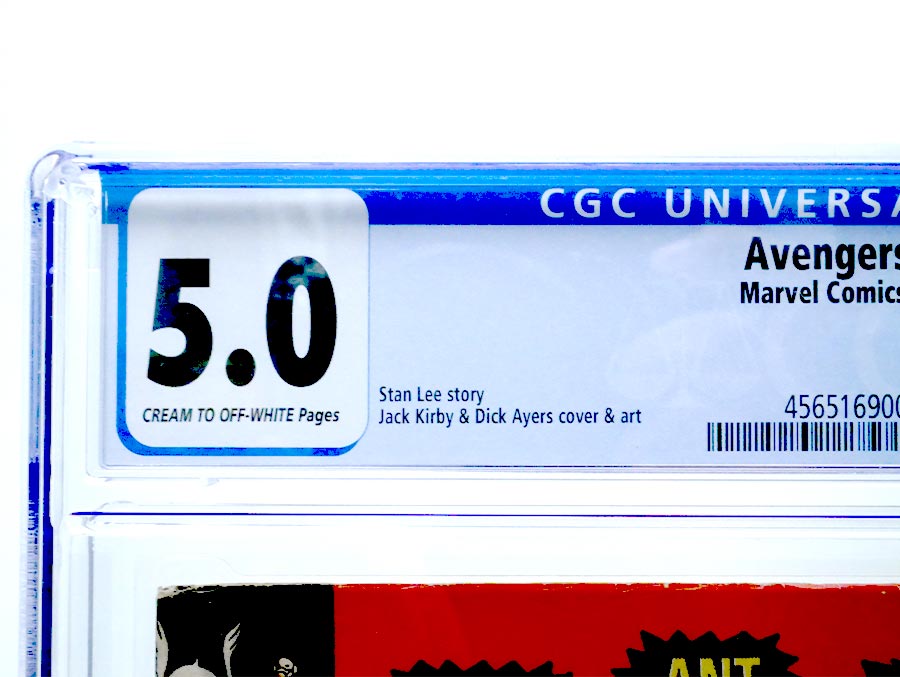 CGC UNIVERSA
5.0
CREAM TO OFF-WHITE Pages
Avengers
Marvel Comics
Stan Lee story
Jack Kirby & Dick Ayers cover & art
456516900
ANT